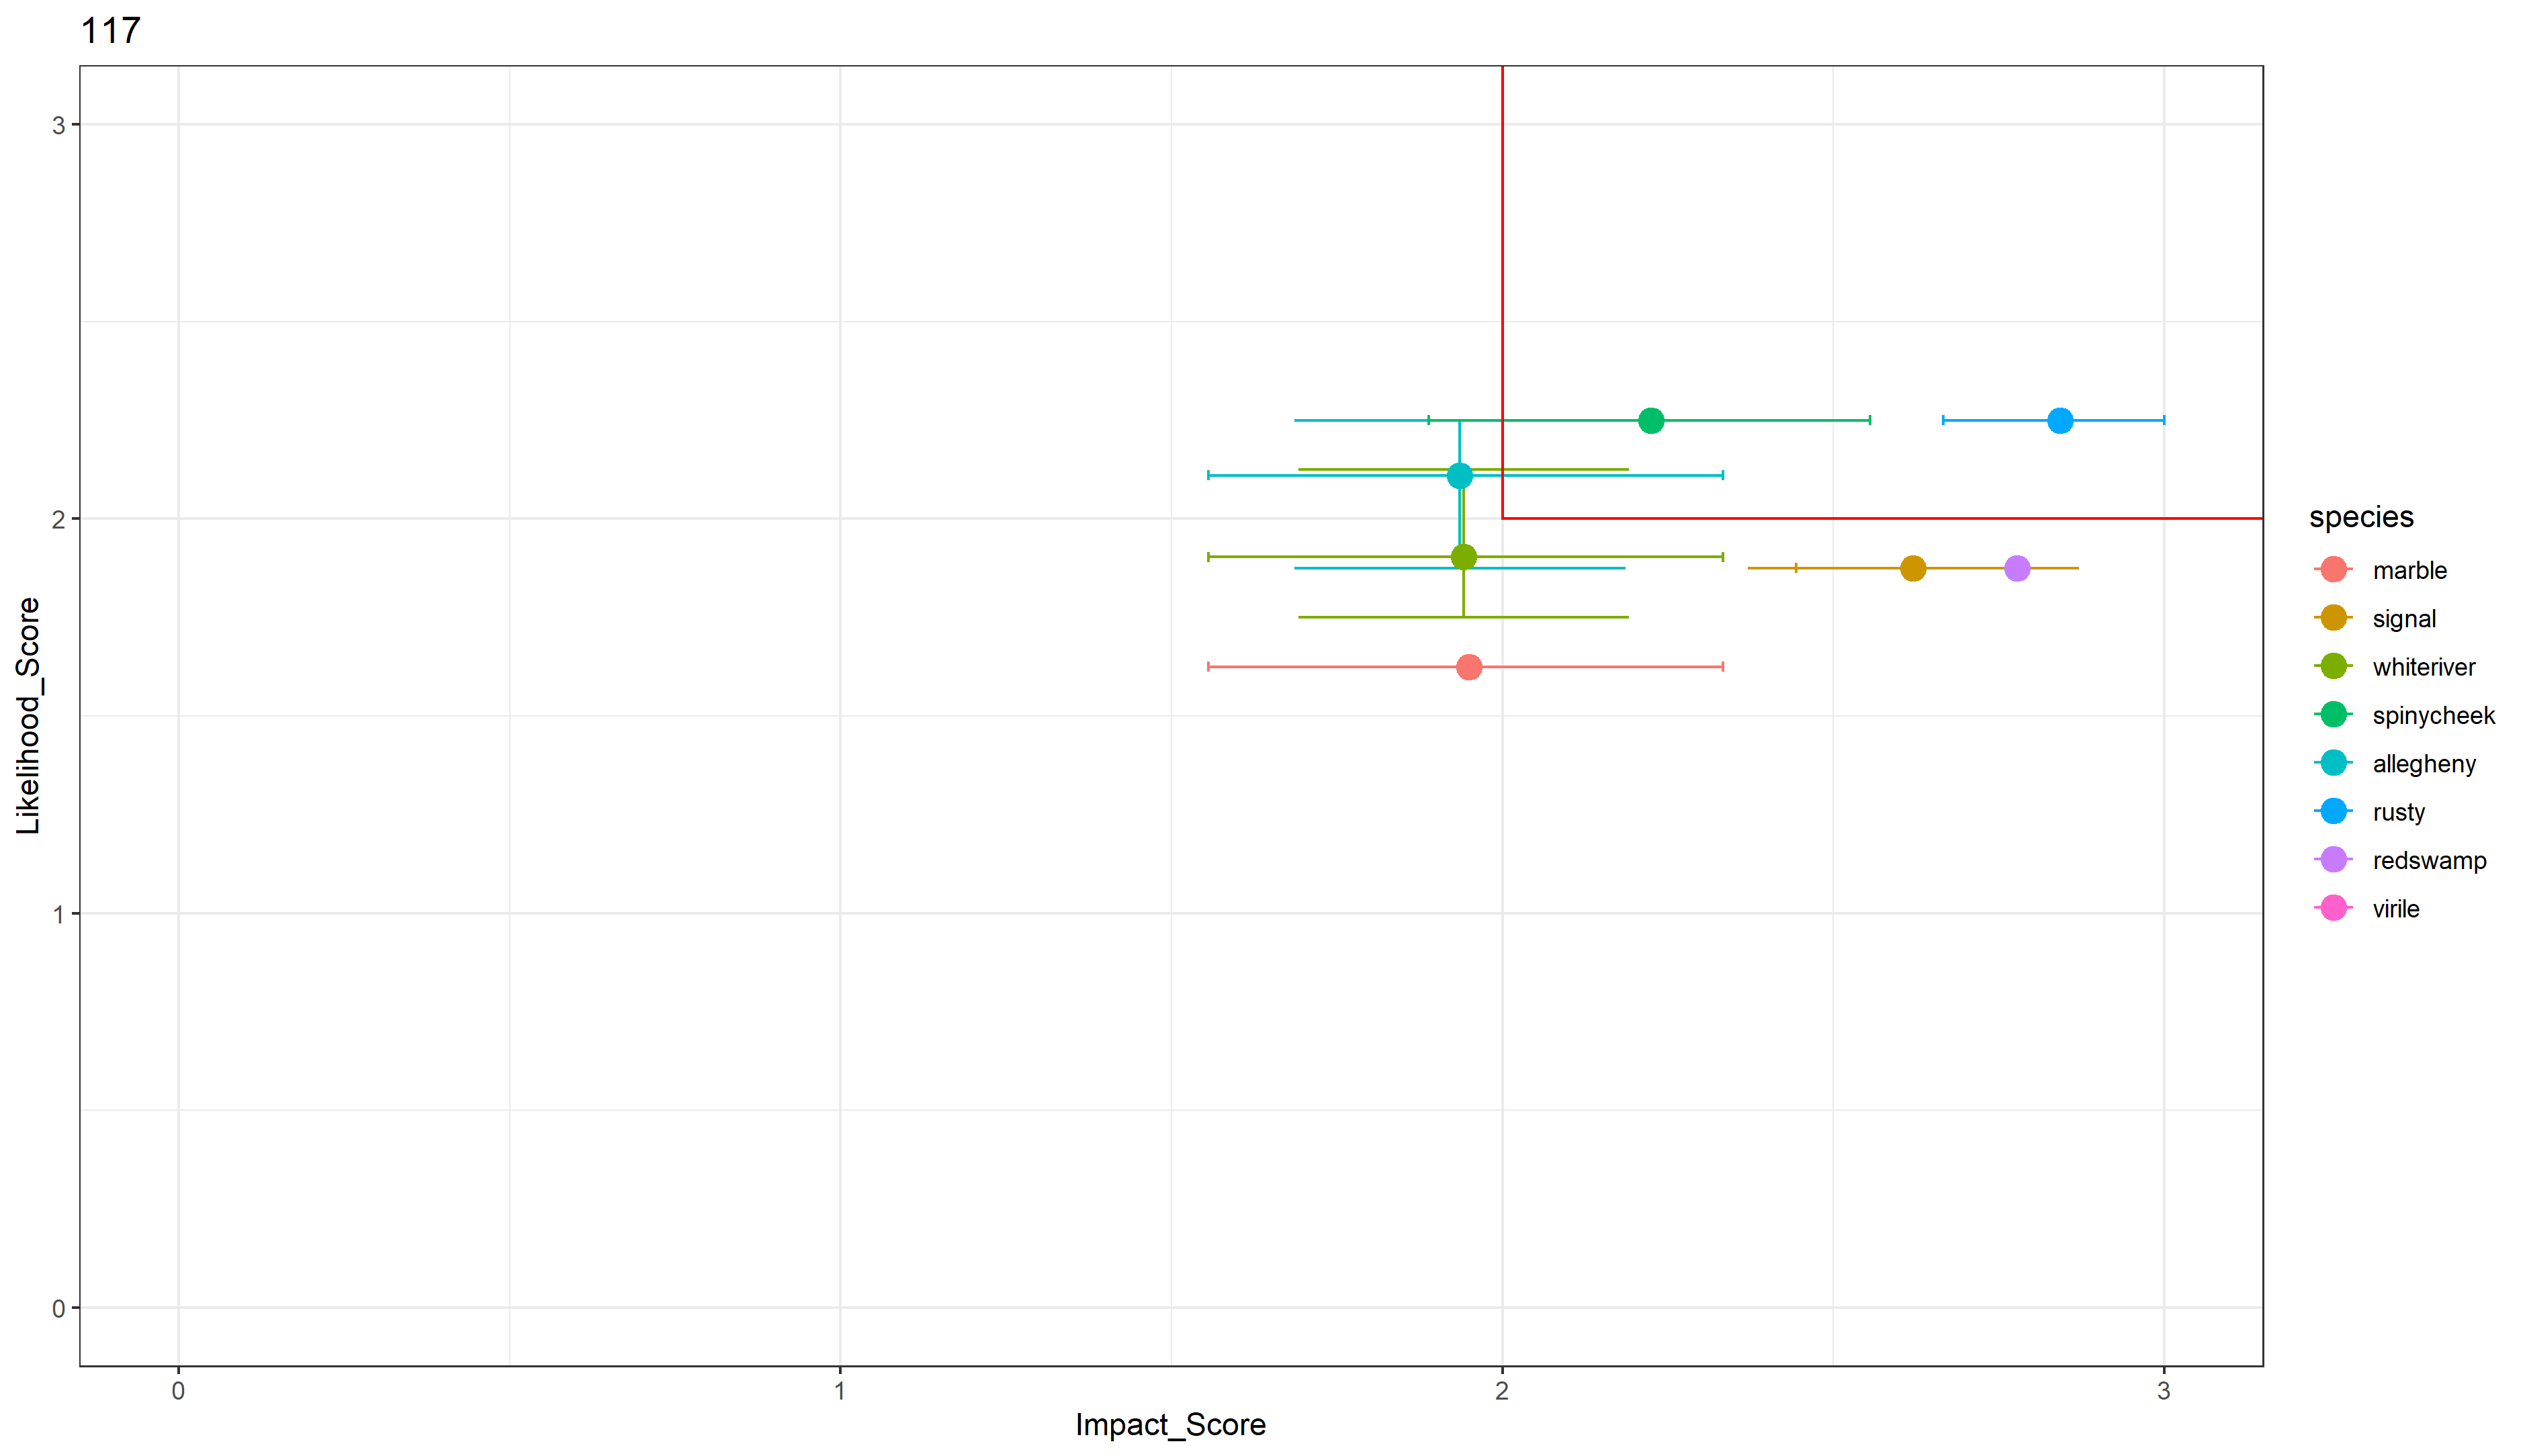 117
3
2
1
0
Likelihood_Score
0
1
2
3
Impact_Score
species
marble
signal
whiteriver
spinycheek
allegheny
rusty
redswamp
virile